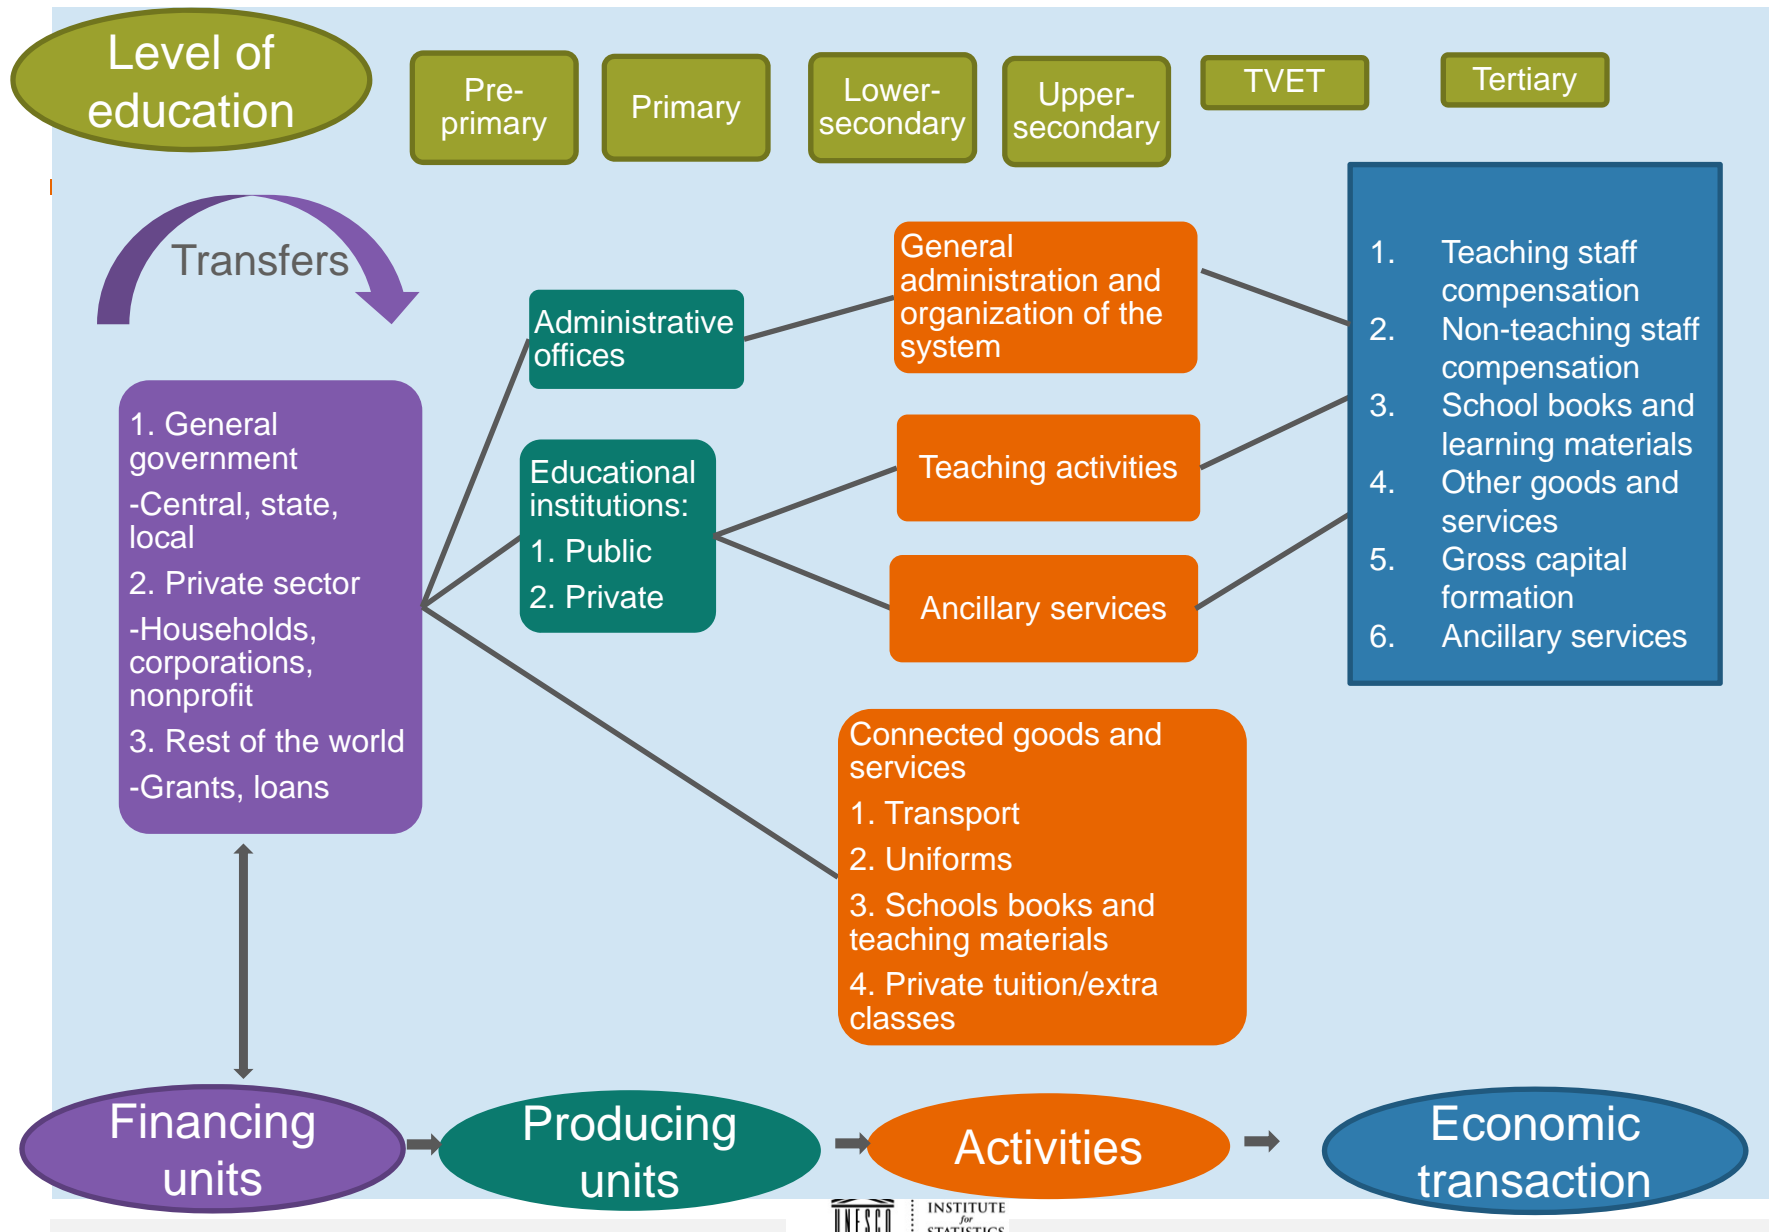 Level of
education
Pre-
primary
Primary
Lower-
secondary
Upper-
secondary
TVET
Tertiary
Transfers
1. General
government
-Central, state,
local
2. Private sector
-Households,
corporations,
nonprofit
3. Rest of the world
-Grants, loans
Administrative
offices
Educational
institutions:
1. Public
2. Private
General
administration and
organization of the
system
Teaching activities
Ancillary services
Connected goods and
services
1. Transport
2. Uniforms
3. Schools books and
teaching materials
4. Private tuition/extra
classes
1. Teaching staff
compensation
2. Non-teaching staff
compensation
3. School books and
learning materials
4. Other goods and
services
5. Gross capital
formation
6. Ancillary services
Financing
units
Producing
units
Activities
Economic
transaction
UNESCO
INSTITUTE
for
STATISTICS